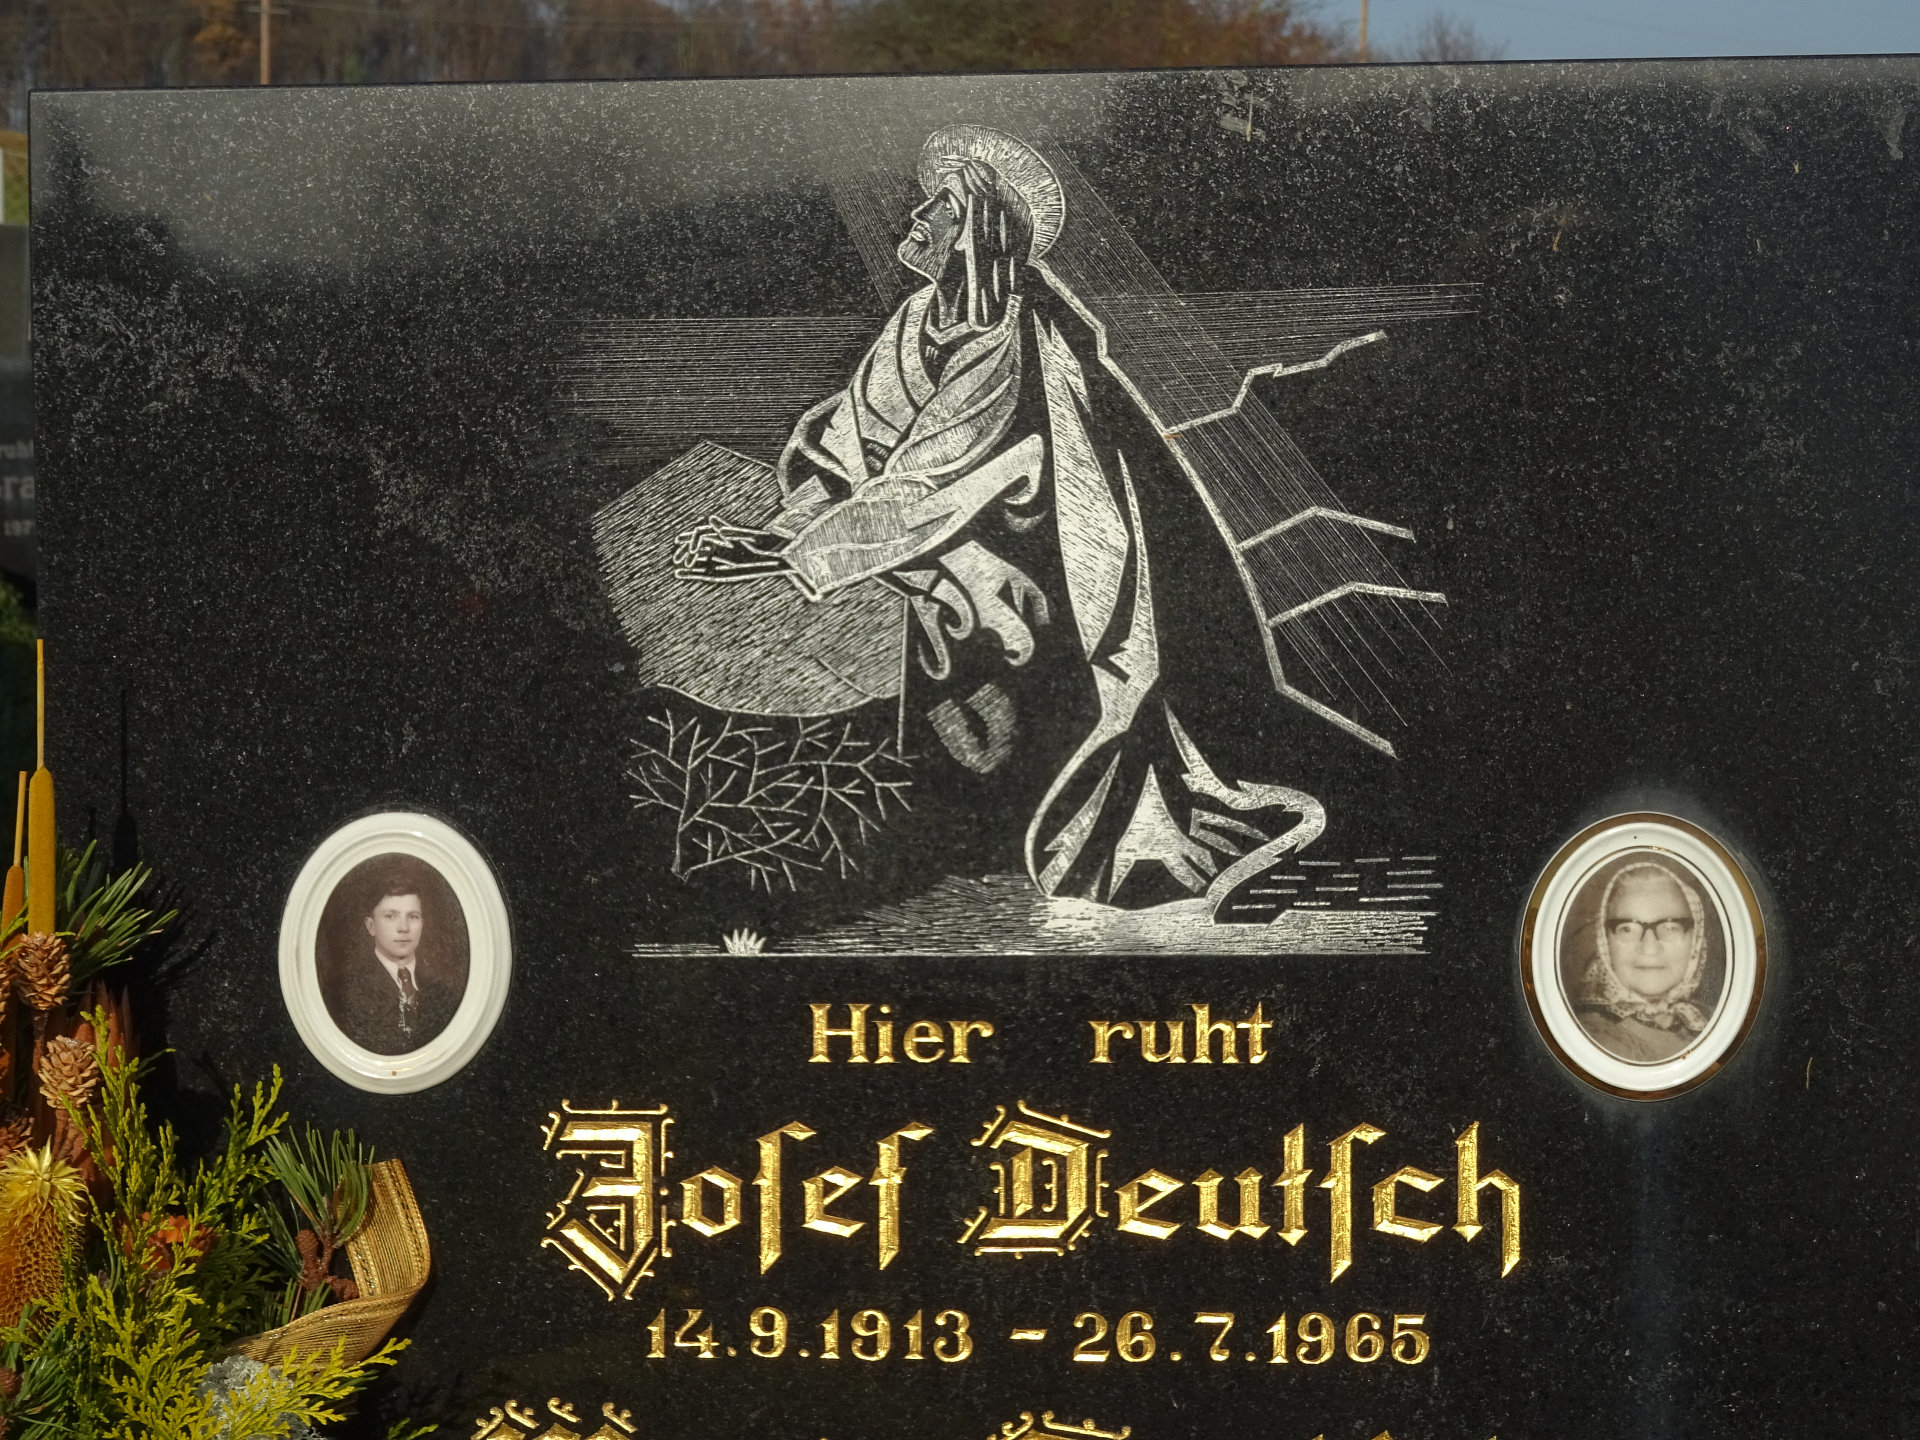 Hier ruht
Josef Deutsch
14.9.1913 - 26.7.1965